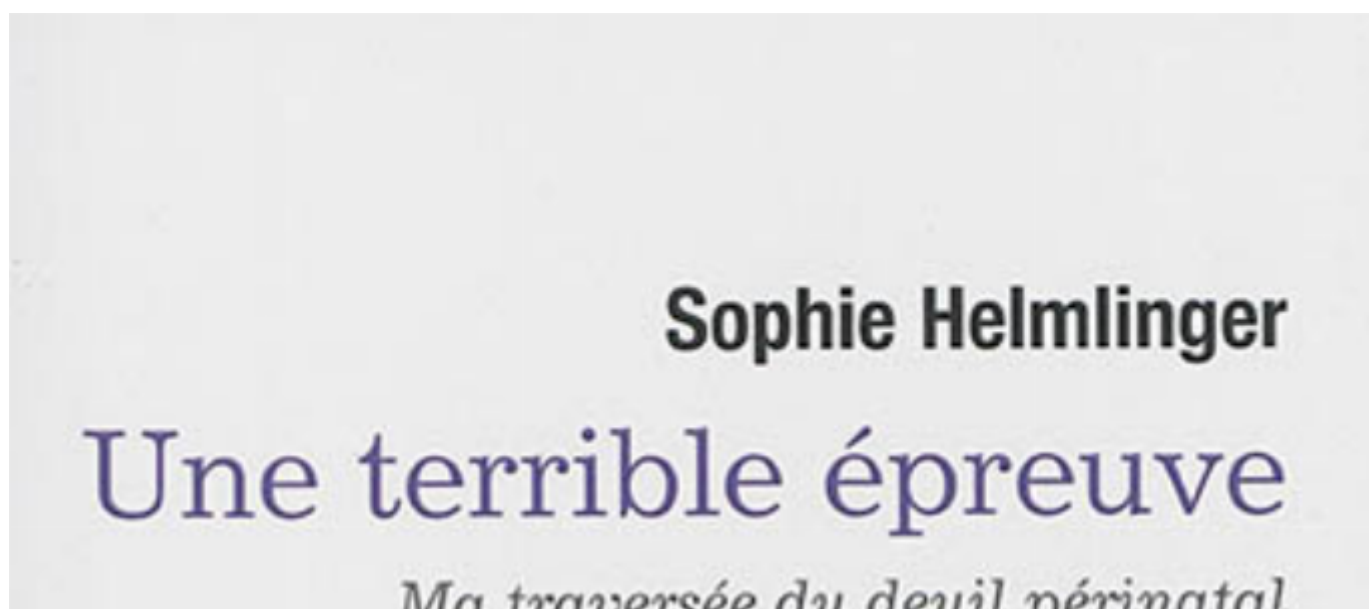 Sophie Helmlinger
Une terrible épreuve
Ma traversée du deuil périnatal